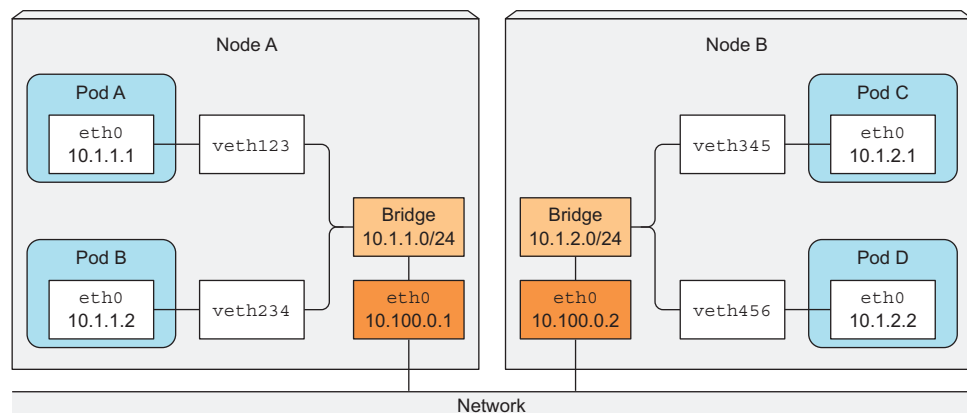 Node A
Pod A
eth0
10.1.1.1
veth123
Bridge
10.1.1.0/24
Pod B
eth0
10.1.1.2
veth234
eth0
10.100.0.1
Node B
Pod C
veth345
eth0
10.1.2.1
Bridge
10.1.2.0/24
Pod D
eth0
10.100.0.2
veth456
eth0
10.1.2.2
Network